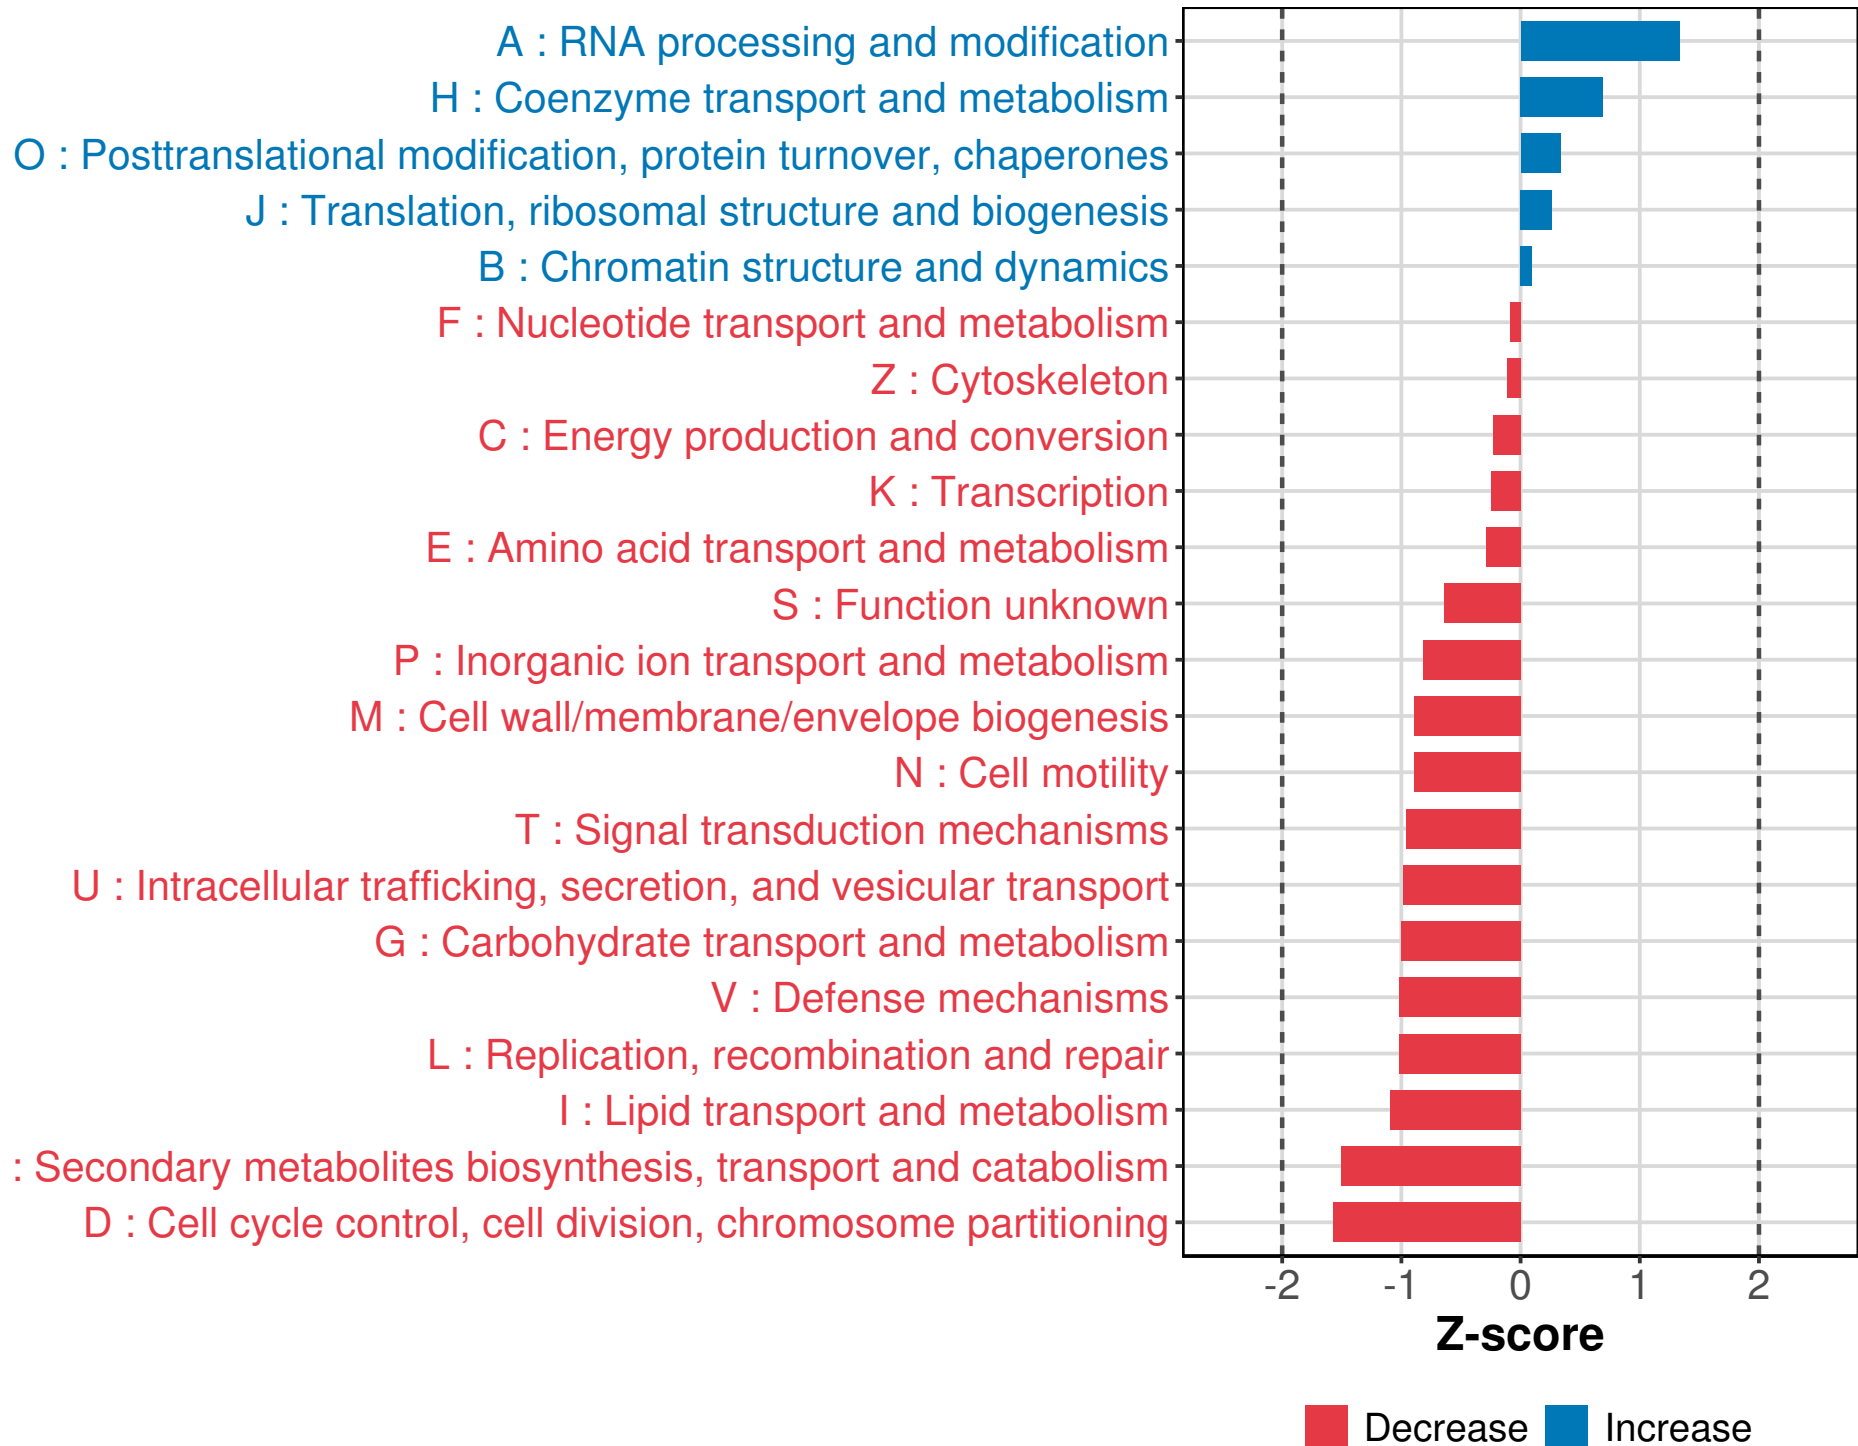 A : RNA processing and modification
H : Coenzyme transport and metabolism
O : Posttranslational modification, protein turnover, chaperones
J : Translation, ribosomal structure and biogenesis
B : Chromatin structure and dynamics
F : Nucleotide transport and metabolism
Z : Cytoskeleton
C : Energy production and conversion
K : Transcription
E : Amino acid transport and metabolism
S : Function unknown
P : Inorganic ion transport and metabolism
M : Cell wall/membrane/envelope biogenesis
N : Cell motility
T : Signal transduction mechanisms
U : Intracellular trafficking, secretion, and vesicular transport
G : Carbohydrate transport and metabolism
V : Defense mechanisms
L : Replication, recombination and repair
I : Lipid transport and metabolism
: Secondary metabolites biosynthesis, transport and catabolism
D : Cell cycle control, cell division, chromosome partitioning
-2 -1 0 1 2
Z-score
Decrease Increase